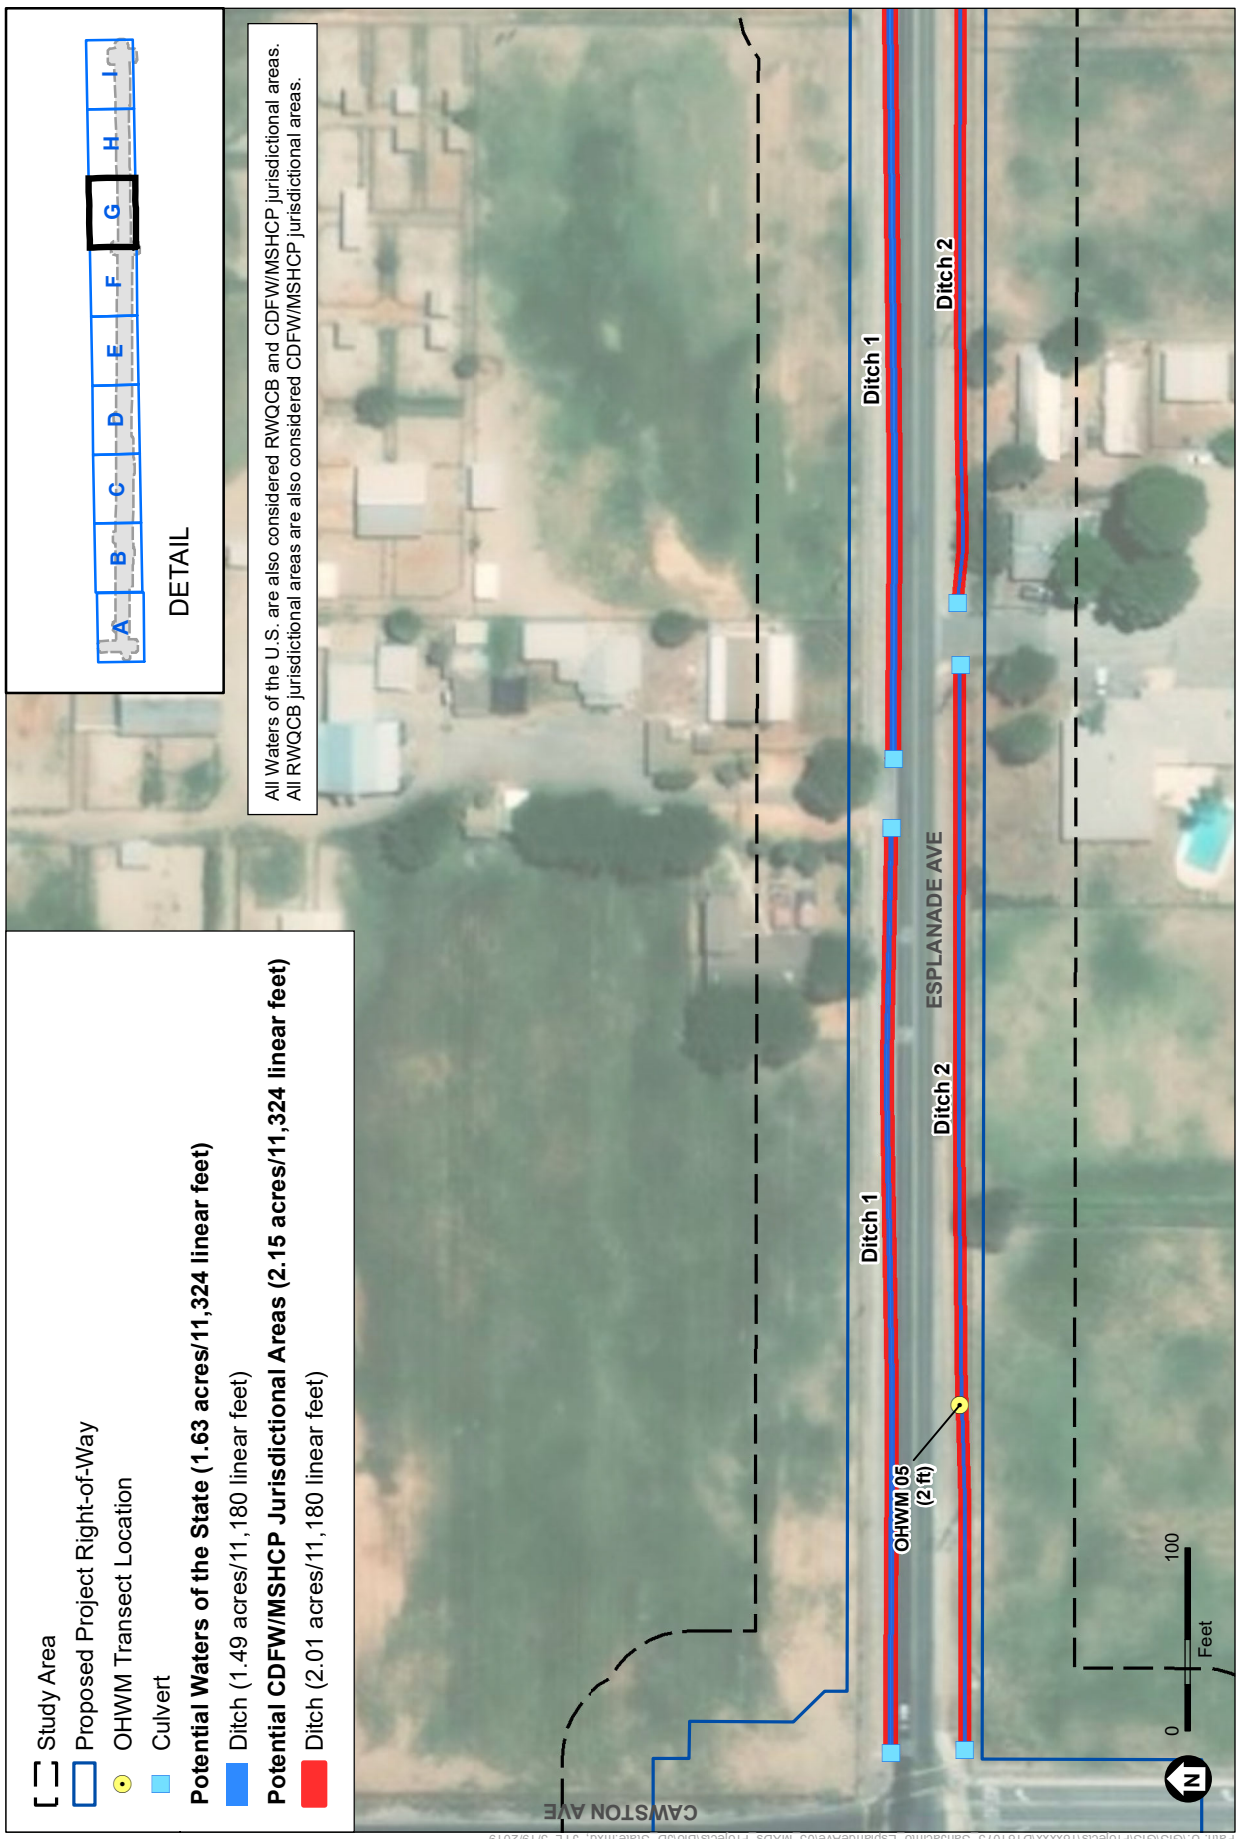 Study Area
Proposed Project Right-of-Way
OHWM Transect Location
Culvert
Potential Waters of the State (1.63 acres/11,324 linear feet)
Ditch (1.49 acres/11,180 linear feet)
Potential CDFW/MSHCP Jurisdictional Areas (2.15 acres/11,324 linear feet)
Ditch (2.01 acres/11,180 linear feet)
A B C D E F G H I
DETAIL
All Waters of the U.S. are also considered RWQCB and CDFW/MSHCP jurisdictional areas.
All RWQCB jurisdictional areas are also considered CDFW/MSHCP jurisdictional areas.
CAWSTON AVE
Ditch 1
Ditch 1
OHWM 05
(2 ft)
ESPLANADE AVE
Ditch 2
Ditch 2
0 100
Feet
N